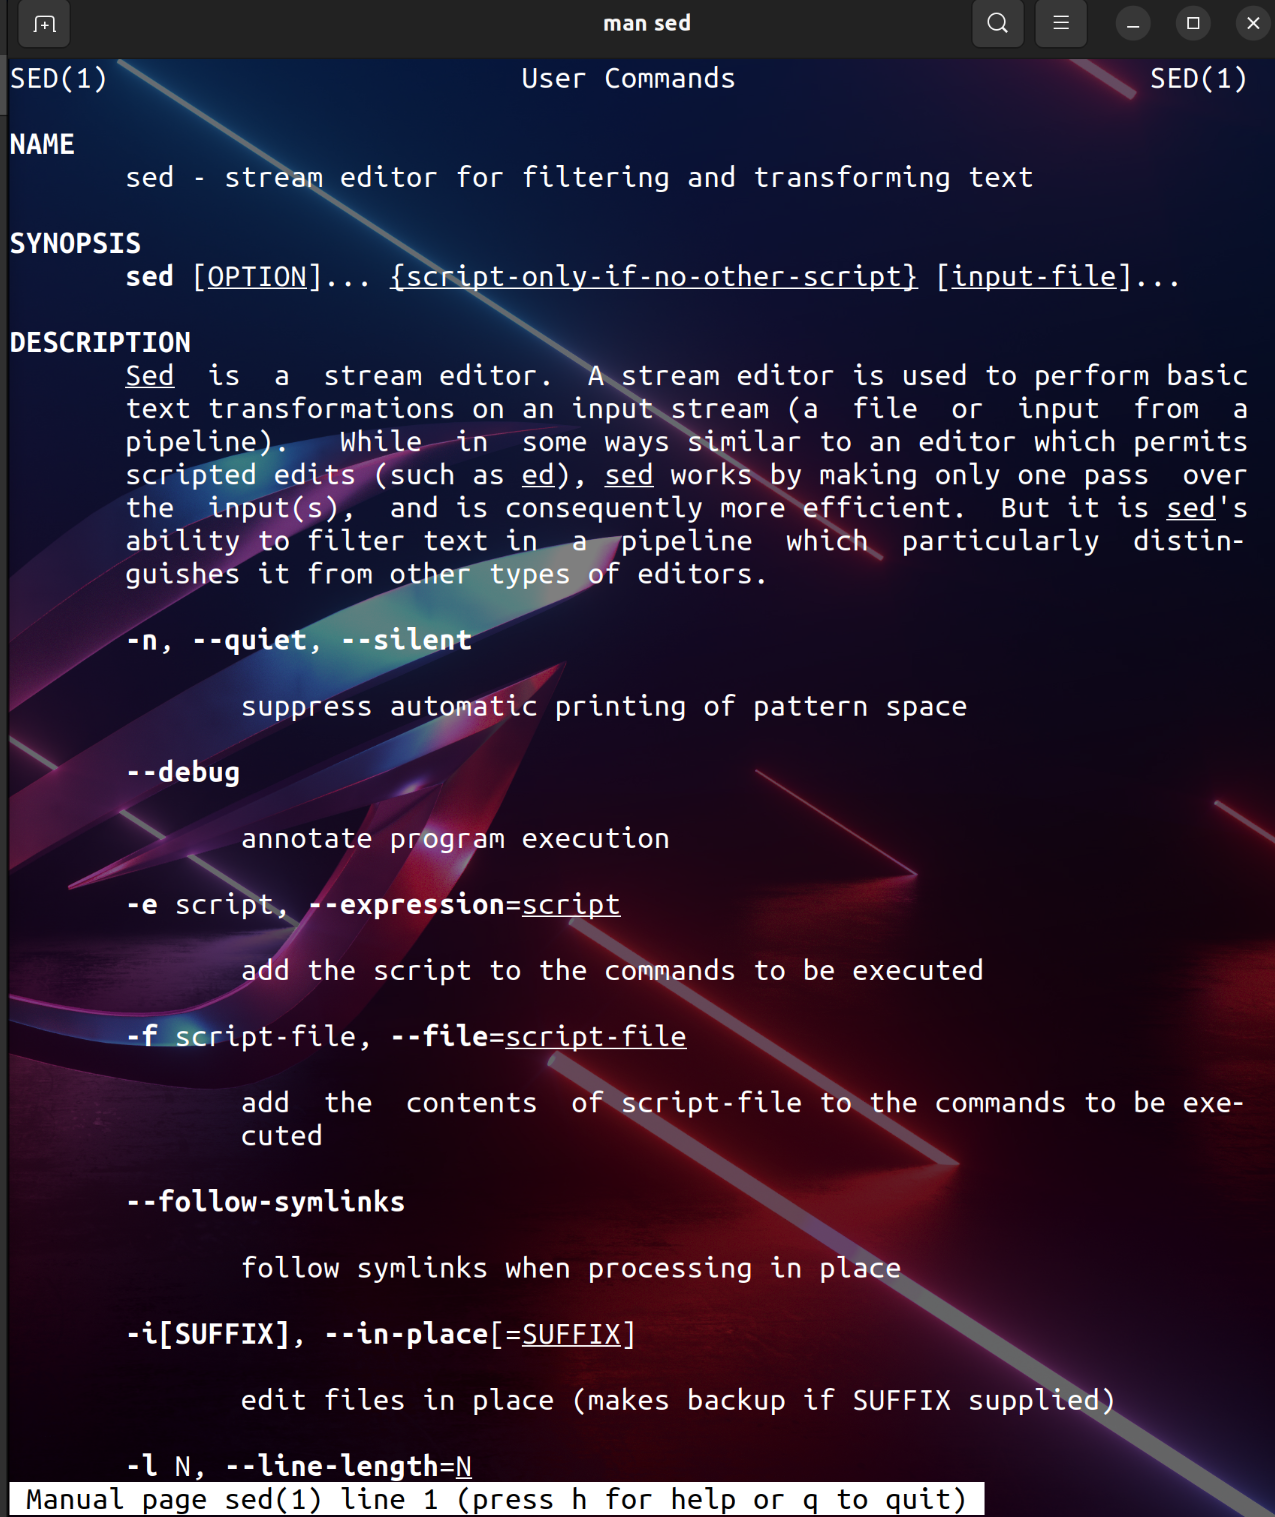 man sed
SED(1) User Commands SED(1)
NAME
sed - stream editor for filtering and transforming text
SYNOPSIS
sed [OPTION]... {script-only-if-no-other-script} [input-file]...
DESCRIPTION
Sed is a stream editor. A stream editor is used to perform basic
text transformations on an input stream (a file or input from a
pipeline). While in some ways similar to an editor which permits
scripted edits (such as ed), sed works by making only one pass over
the input(s), and is consequently more efficient. But it is sed's
ability to filter text in a pipeline which particularly distin-
guishes it from other types of editors.
-n, --quiet, --silent
suppress automatic printing of pattern space
--debug
annotate program execution
-e script, --expression=script
add the script to the commands to be executed
-f script-file, --file=script-file
add the contents of script-file to the commands to be exe-
cuted
--follow-symlinks
follow symlinks when processing in place
-i[SUFFIX], --in-place[=SUFFIX]
edit files in place (makes backup if SUFFIX supplied)
-l N, --line-length=N
Manual page sed(1) line 1 (press h for help or q to quit)